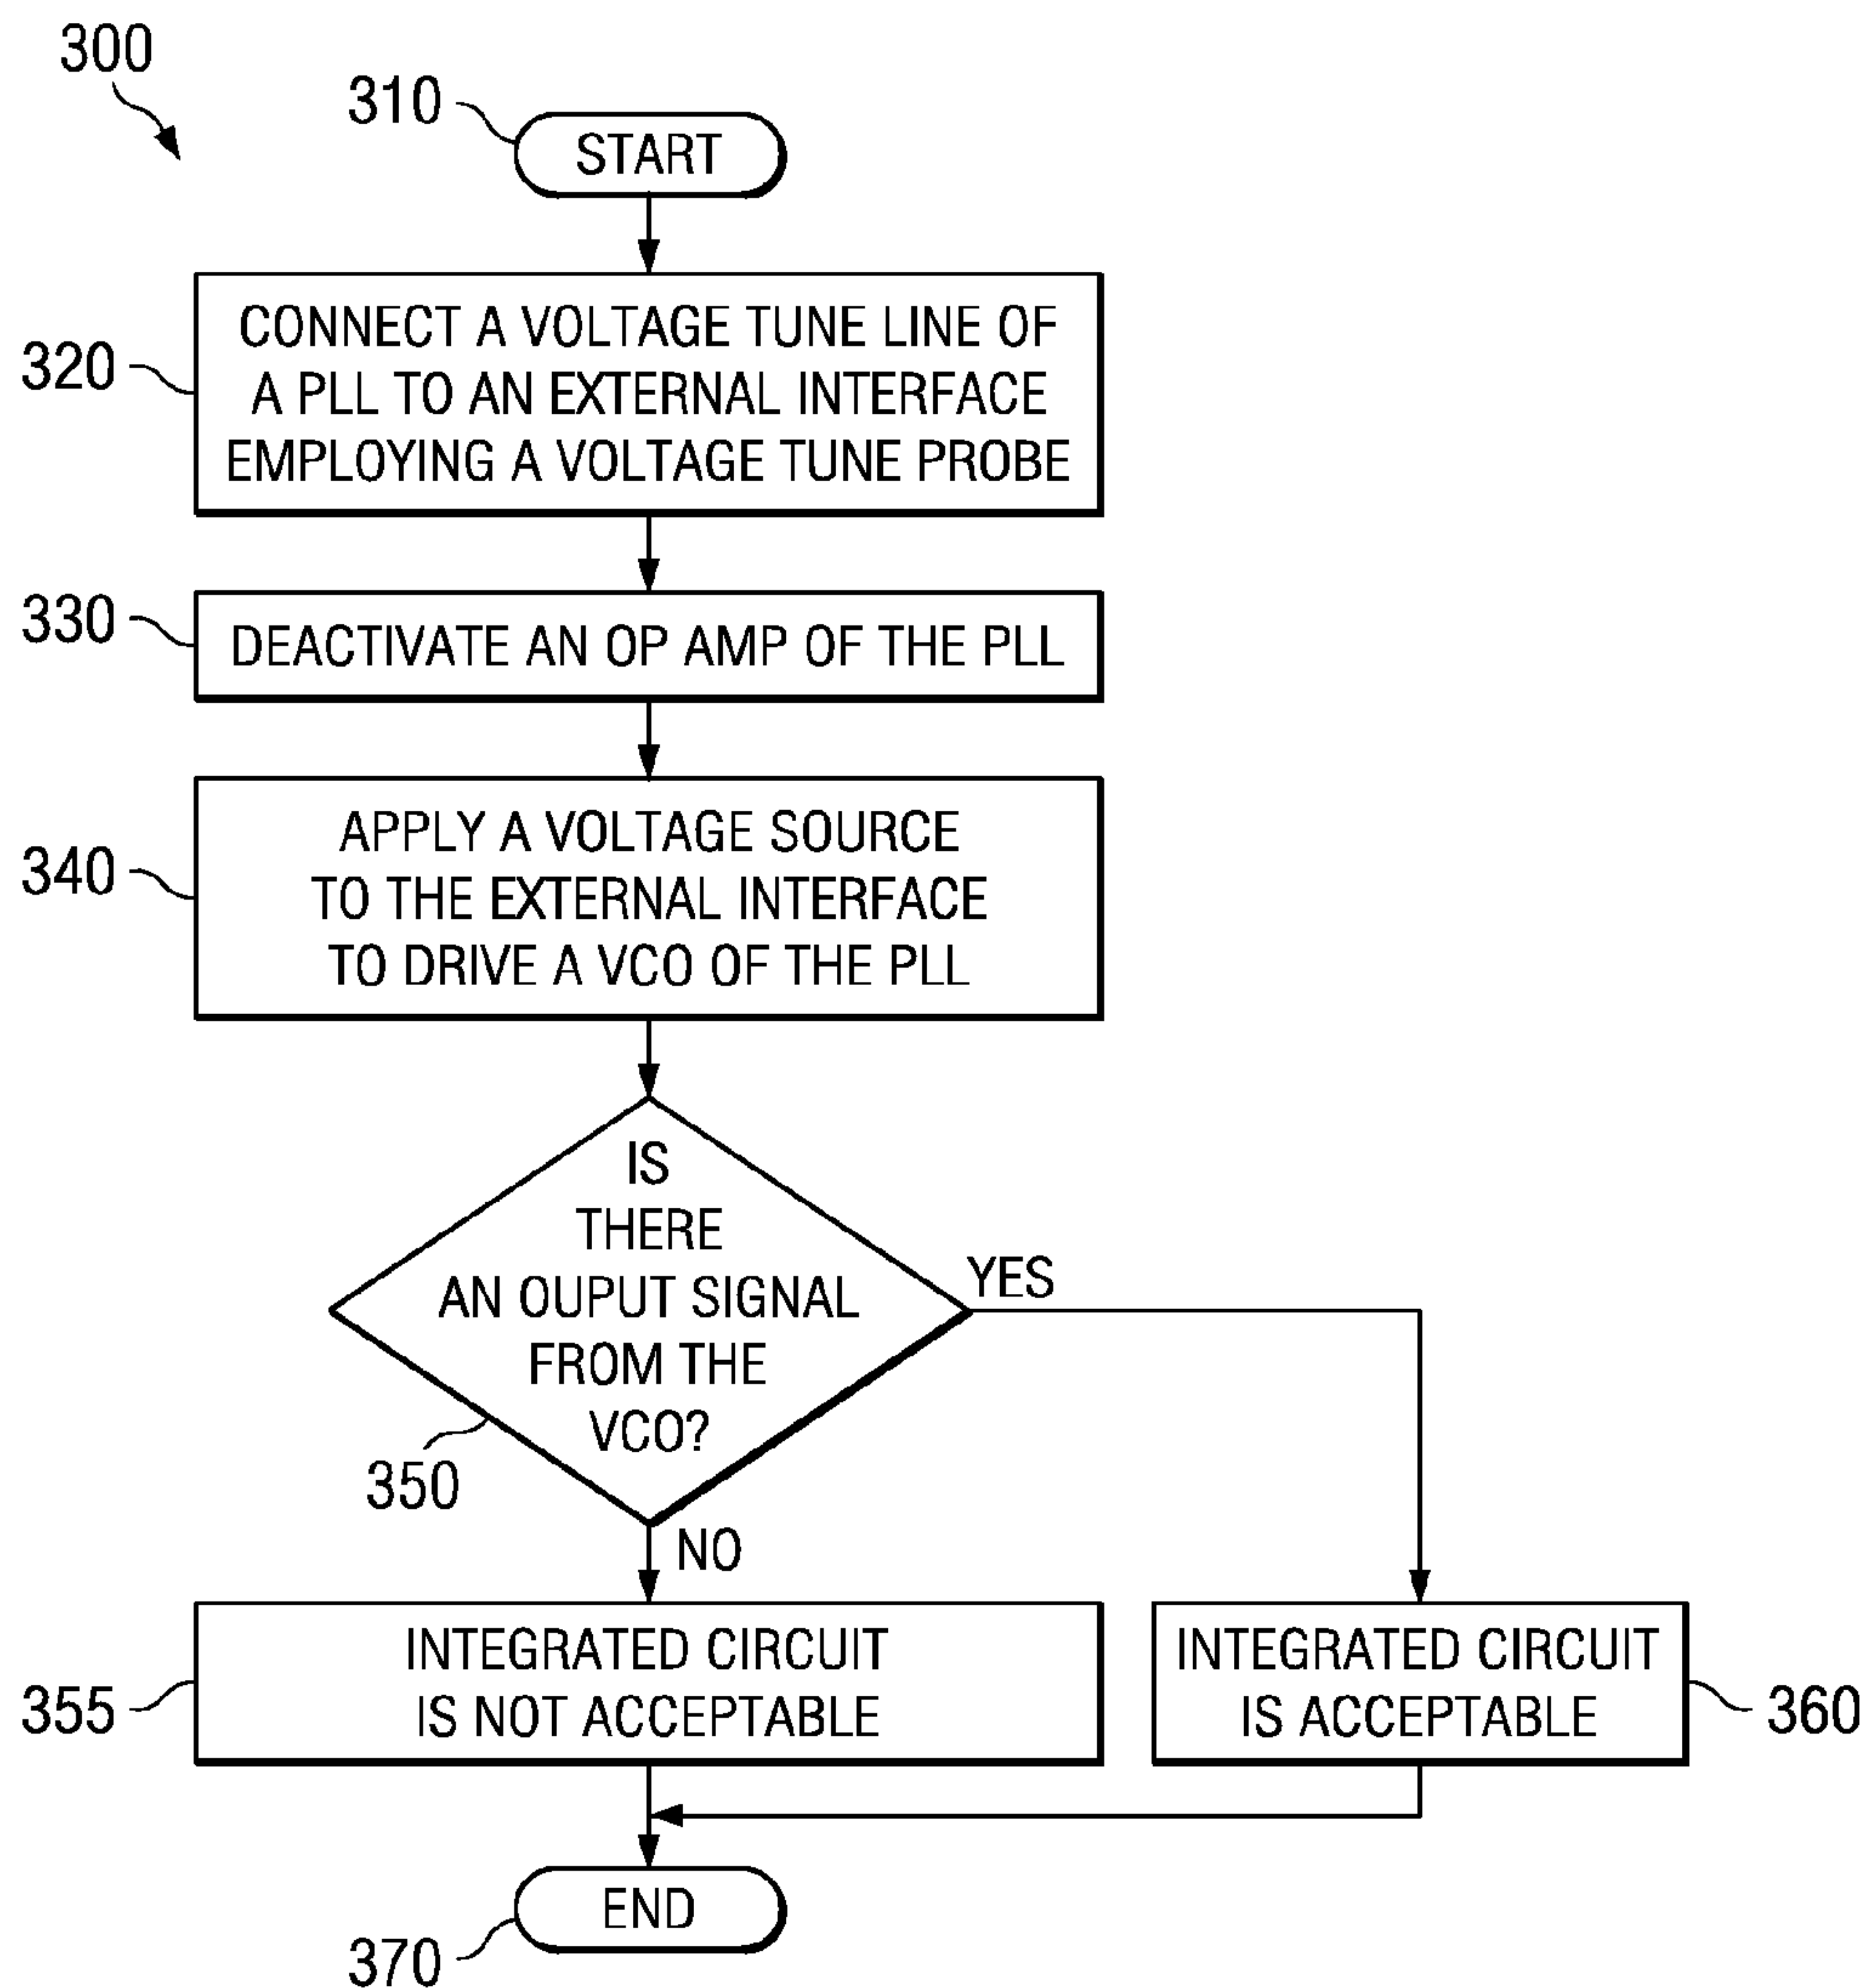 300
310
START
320
CONNECT A VOLTAGE TUNE LINE OF
A PLL TO AN EXTERNAL INTERFACE
EMPLOYING A VOLTAGE TUNE PROBE
330
DEACTIVATE AN OP AMP OF THE PLL
340
APPLY A VOLTAGE SOURCE
TO THE EXTERNAL INTERFACE
TO DRIVE A VCO OF THE PLL
350
IS
THERE
AN OUPUT SIGNAL
FROM THE
VCO?
YES
NO
355
INTEGRATED CIRCUIT
IS NOT ACCEPTABLE
INTEGRATED CIRCUIT
IS ACCEPTABLE
360
END
370